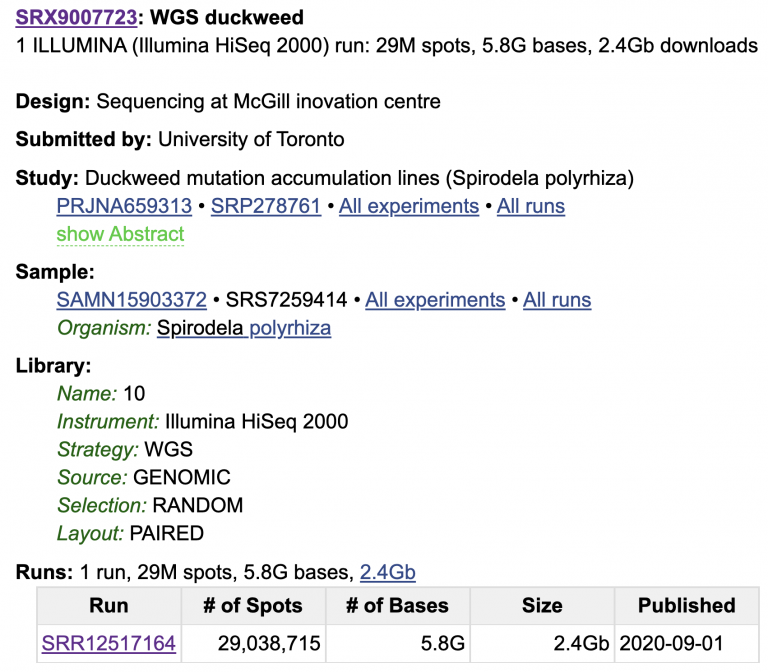 SRX9007723: WGS duckweed
1 ILLUMINA (Illumina HiSeq 2000) run: 29M spots, 5.8G bases, 2.4Gb downloads
Design: Sequencing at McGill inovation centre
Submitted by: University of Toronto
Study: Duckweed mutation accumulation lines (Spirodela polyrhiza)
PRJNA659313 • SRP278761 • All experiments • All runs
show Abstract
Sample:
SAMN15903372 • SRS7259414 • All experiments • All runs
Organism: Spirodela polyrhiza
Library:
Name: 10
Instrument: Illumina HiSeq 2000
Strategy: WGS
Source: GENOMIC
Selection: RANDOM
Layout: PAIRED
Runs: 1 run, 29M spots, 5.8G bases, 2.4Gb
Run # of Spots # of Bases Size Published
SRR12517164 29,038,715 5.8G 2.4Gb 2020-09-01